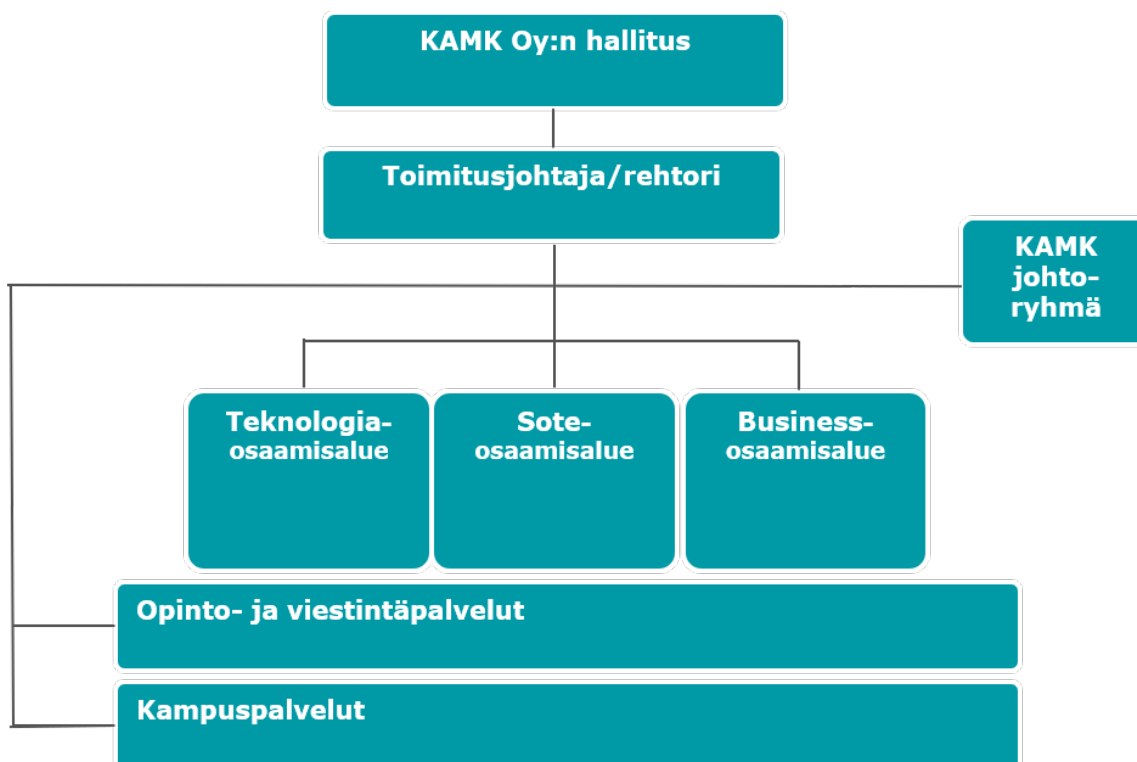 KAMK Oy:n hallitus
Toimitusjohtaja/rehtori
KAMK
johto-
ryhmä
Teknologia-
osaamisalue
Sote-
osaamisalue
Business-
osaamisalue
Opinto- ja viestintäpalvelut
Kampuspalvelut